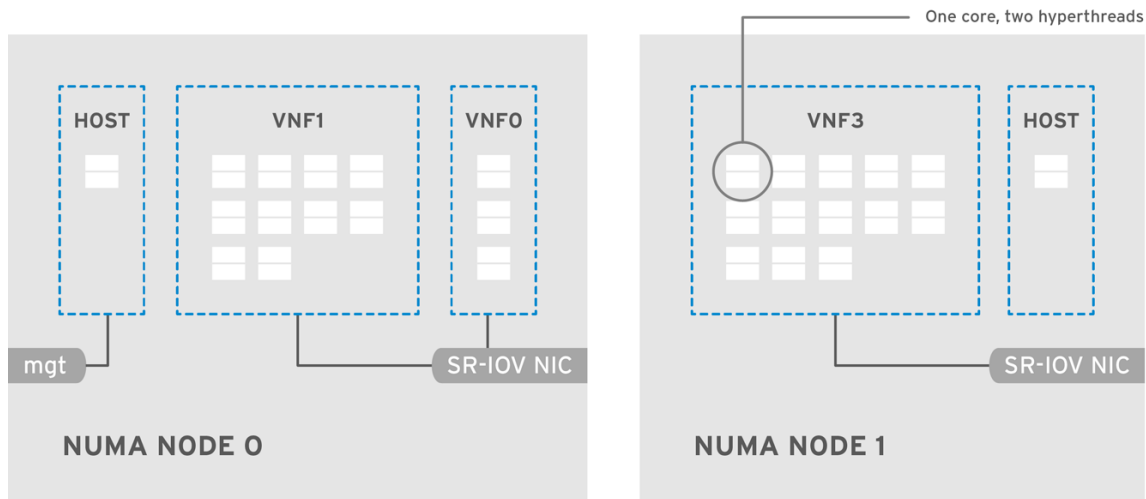 One core, two hyperthreads
HOST
VNF1
VNF0
VNF3
HOST
mgt
SR-IOV NIC
SR-IOV NIC
NUMA NODE 0
NUMA NODE 1